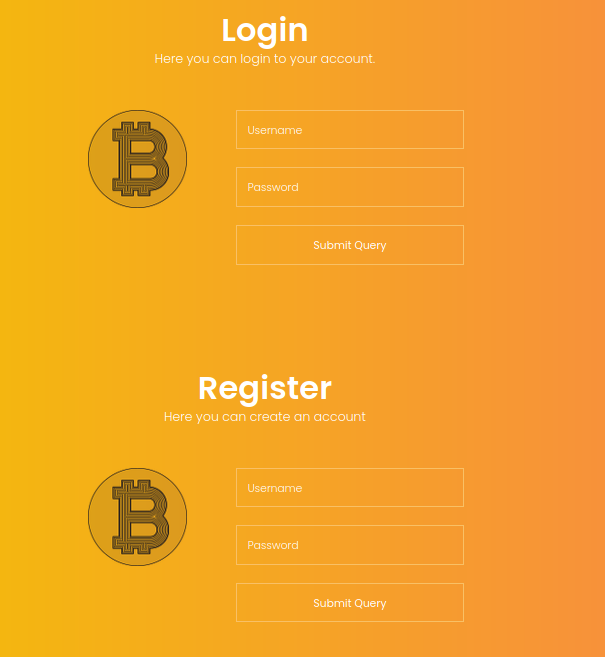 Login
Here you can login to your account.
Username
Password
Submit Query
Register
Here you can create an account
Username
Password
Submit Query